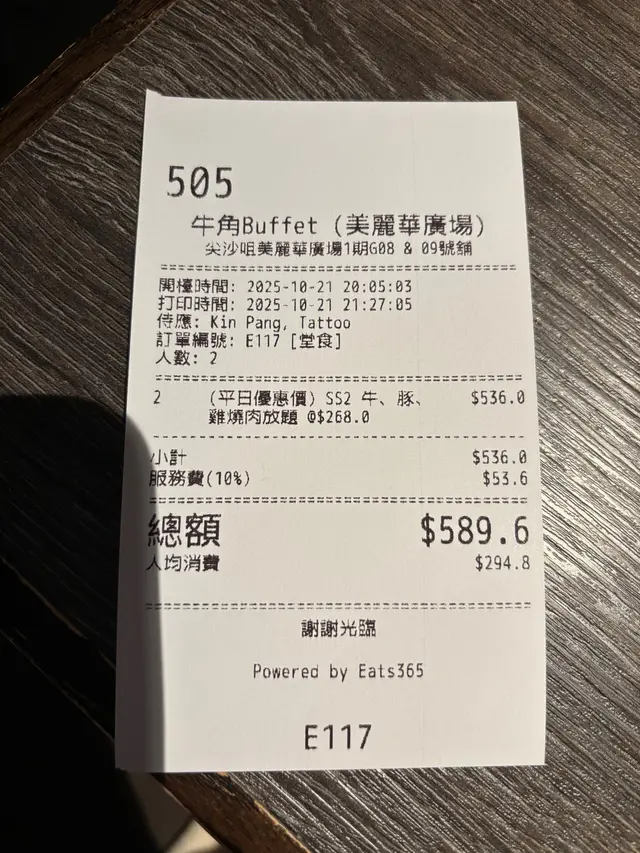 505
牛角Buffet (美麗華廣場)
尖沙咀美麗華廣場1期G08 & 09號舖
開檯時間: 2025-10-21 20:05:03
打印時間: 2025-10-21 21:27:05
侍應: Kin Pang, Tattoo
訂單編號: E117 [堂食]
人數: 2
2 (平日優惠價) SS2 牛、豚、 $536.0
雞燒肉放題 @$268.0
小計 $536.0
服務費(10%) $53.6
總額 $589.6
人均消費 $294.8
謝謝光臨
Powered by Eats365
E117